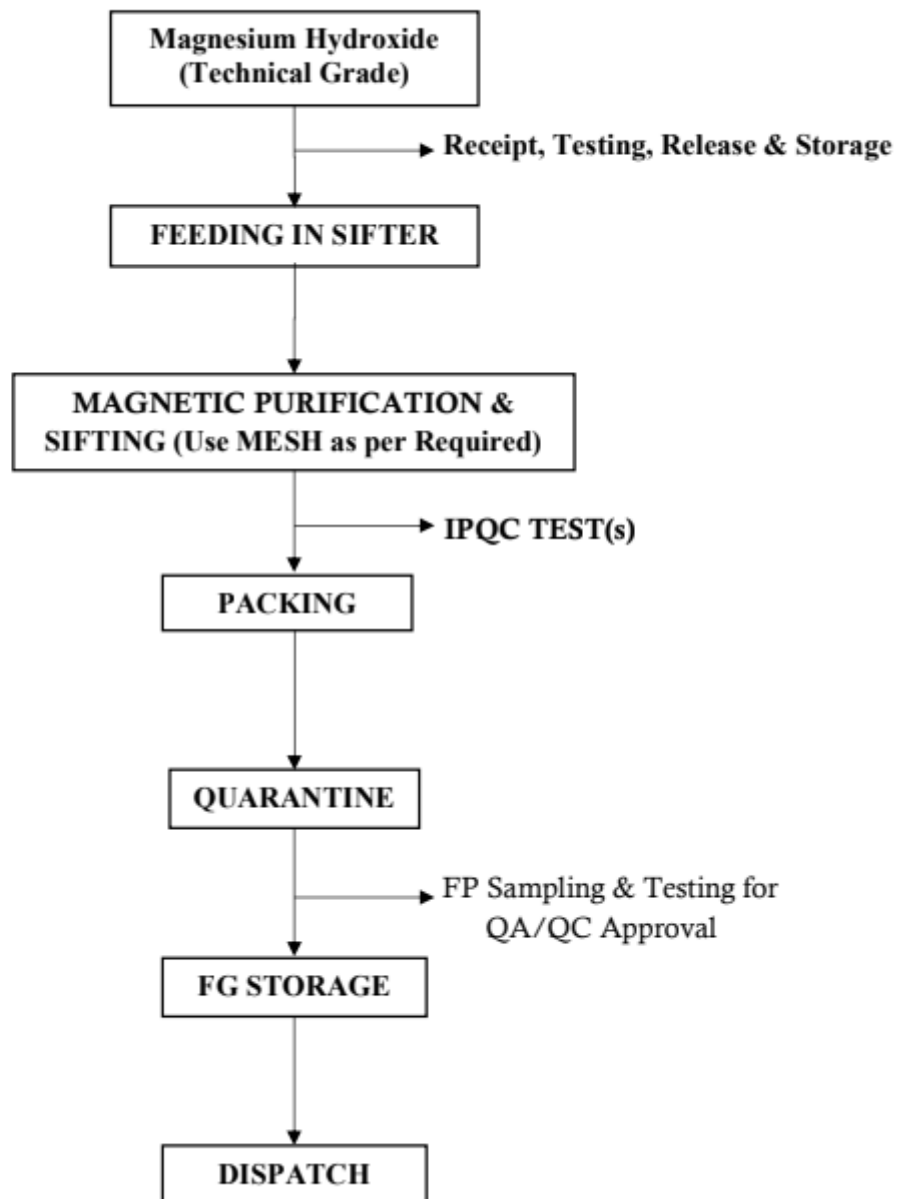 Magnesium Hydroxide
(Technical Grade)
Receipt, Testing, Release & Storage
FEEDING IN SIFTER
MAGNETIC PURIFICATION &
SIFTING (Use MESH as per Required)
IPQC TEST(s)
PACKING
QUARANTINE
FP Sampling & Testing for
QA/QC Approval
FG STORAGE
DISPATCH